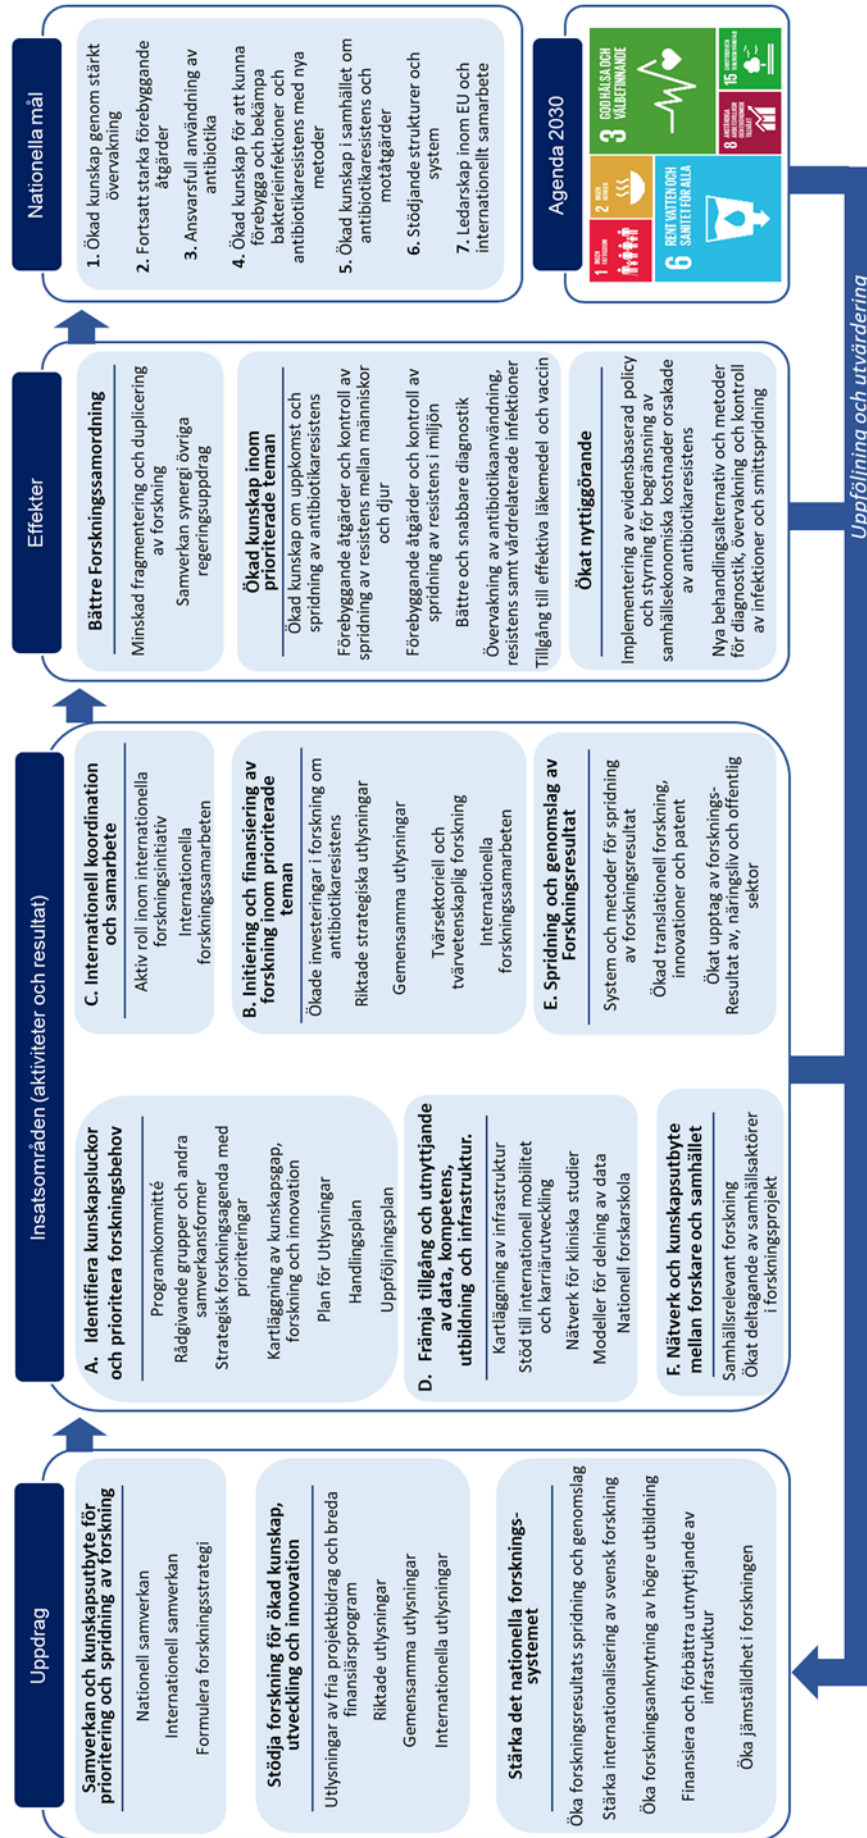 Uppdrag
Samverkan och kunskapsutbyte för
prioritering och spridning av forskning
Nationell samverkan
Internationell samverkan
Formulera forskningsstrategi
Stödja forskning för ökad kunskap,
utveckling och innovation
Utlysningar av fria projektbidrag och breda
finansiärsprogram
Riktade utlysningar
Gemensamma utlysningar
Internationella utlysningar
Stärka det nationella forsknings-
systemet
Öka forskningsresultats spridning och genomslag
Stärka internationalisering av svensk forskning
Öka forskningsanknytning av högre utbildning
Finansiera och förbättra utnyttjande av
infrastruktur
Öka jämställdhet i forskningen
Insatsområden (aktiviteter och resultat)
A. Identifiera kunskapsluckor
och prioritera forskningsbehov
Programkommitté
Rådgivande grupper och andra
samverkansformer
Strategisk forskningsagenda med
prioriteringar
Kartläggning av kunskapsgap,
forskning och innovation
Plan för Utlysningar
Handlingsplan
Uppföljningsplan
D. Främja tillgång och utnyttjande
av data, kompetens,
utbildning och infrastruktur.
Kartläggning av infrastruktur
Stöd till internationell mobilitet
och karriärutveckling
Nätverk för kliniska studier
Modeller för delning av data
Nationell forskarskola
F. Nätverk och kunskapsutbyte
mellan forskare och samhället
Samhällsrelevant forskning
Ökat deltagande av samhällsaktörer
i forskningsprojekt
C. Internationell koordination
och samarbete
Aktiv roll inom internationella
forskningsinitiativ
Internationella
forskningssamarbeten
B. Initiering och finansiering av
forskning inom prioriterade
teman
Ökade investeringar i forskning om
antibiotikaresistens
Riktade strategiska utlysningar
Gemensamma utlysningar
Tvärsektoriell och
tvärvetenskaplig forskning
Internationella
forskningssamarbeten
E. Spridning och genomslag av
Forskningsresultat
System och metoder för spridning
av forskningsresultat
Ökad translationell forskning,
innovationer och patent
Ökat upptag av forsknings-
Resultat av, näringsliv och offentlig
sektor
Effekter
Bättre Forskningssamordning
Minskad fragmentering och duplicering
av forskning
Samverkan synergi övriga
regeringsuppdrag
Ökad kunskap inom
prioriterade teman
Ökad kunskap om uppkomst och
spridning av antibiotikaresistens
Förebyggande åtgärder och kontroll av
spridning av resistens mellan människor
och djur
Förebyggande åtgärder och kontroll av
spridning av resistens i miljön
Bättre och snabbare diagnostik
Övervakning av antibiotikaanvändning,
resistens samt vårdrelaterade infektioner
Tillgång till effektiva läkemedel och vaccin
Ökat nyttiggörande
Implementering av evidensbaserad policy
och styrning för begränsning av
samhällsekonomiska kostnader orsakade
av antibiotikaresistens
Nya behandlingsalternativ och metoder
för diagnostik, övervakning och kontroll
av infektioner och smittspridning
Nationella mål
1. Ökad kunskap genom stärkt
övervakning
2. Fortsatt starka förebyggande
åtgärder
3. Ansvarsfull användning av
antibiotika
4. Ökad kunskap för att kunna
förebygga och bekämpa
bakterieinfektioner och
antibiotikaresistens med nya
metoder
5. Ökad kunskap i samhället om
antibiotikaresistens och
motåtgärder
6. Stödjande strukturer och
system
7. Ledarskap inom EU och
internationellt samarbete
Agenda 2030
1 INGEN
FATTIGDOM
2 INGEN
HUNGER
3 GOD HÄLSA OCH
VÄLBEFINNANDE
6 RENT VATTEN OCH
SANITET FÖR ALLA
8 ANSTÄNDIGA
ARBETSVILLKOR
OCH EKONOMISK
TILLVÄXT
15
Uppföljning och utvärdering